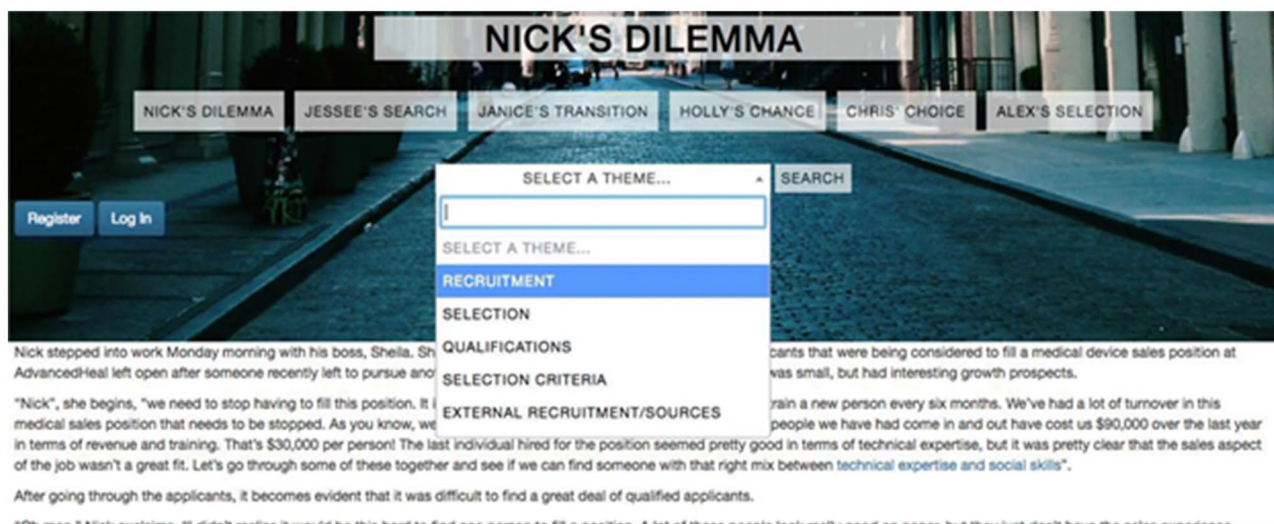 NICK'S DILEMMA
NICK'S DILEMMA JESSEE'S SEARCH JANICE'S TRANSITION HOLLY'S CHANCE CHRIS' CHOICE ALEX'S SELECTION
SELECT A THEME... SEARCH
Register Log In
SELECT A THEME...
RECRUITMENT
SELECTION
QUALIFICATIONS
SELECTION CRITERIA
EXTERNAL RECRUITMENT/SOURCES
Nick stepped into work Monday morning with his boss, Sheila. Sh cants that were being considered to fill a medical device sales position at
AdvancedHeal left open after someone recently left to pursue ano was small, but had interesting growth prospects.
"Nick", she begins, "we need to stop having to fill this position. It i rain a new person every six months. We've had a lot of turnover in this
medical sales position that needs to be stopped. As you know, we people we have had come in and out have cost us $90,000 over the last year
in terms of revenue and training. That's $30,000 per person! The last individual hired for the position seemed pretty good in terms of technical expertise, but it was pretty clear that the sales aspect
of the job wasn't a great fit. Let's go through some of these together and see if we can find someone with that right mix between technical expertise and social skills".
After going through the applicants, it becomes evident that it was difficult to find a great deal of qualified applicants.